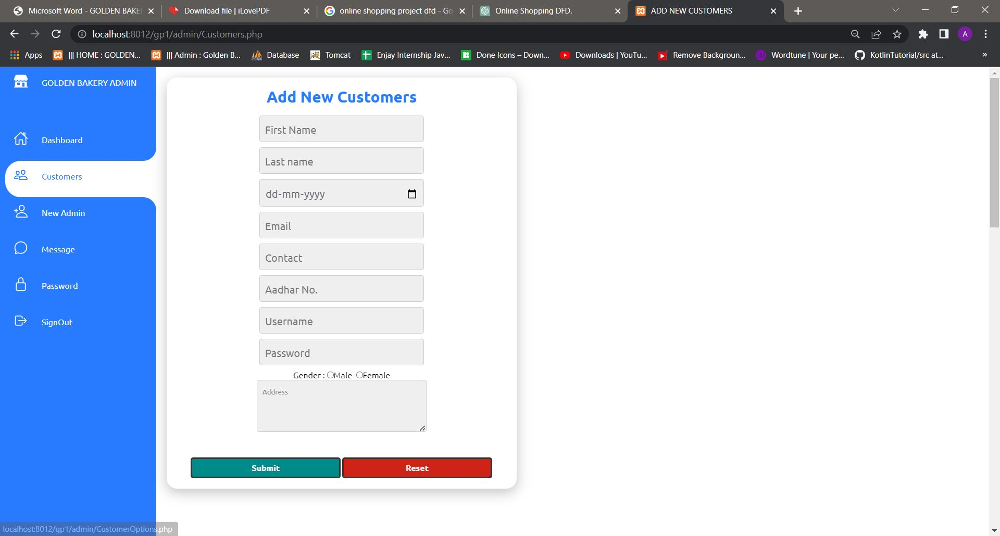 Microsoft Word - GOLDEN BAKER
Download file | iLovePDF
online shopping project dfd - Go
Online Shopping DFD.
ADD NEW CUSTOMERS
localhost:8012/gp1/admin/Customers.php
A
Apps
||| HOME : GOLDEN...
||| Admin : Golden B...
Database
Tomcat
Enjay Internship Jav...
Done Icons – Down...
Downloads | YouTu...
Remove Backgroun...
Wordtune | Your pe...
KotlinTutorial/src at...
»
GOLDEN BAKERY ADMIN
Dashboard
Customers
New Admin
Message
Password
SignOut
Add New Customers
First Name
Last name
dd-mm-yyyy
Email
Contact
Aadhar No.
Username
Password
Gender : Male Female
Address
Submit
Reset
localhost:8012/gp1/admin/CustomerOptions.php